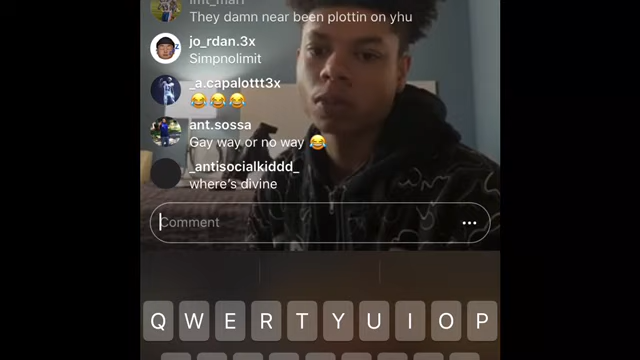 They damn near been plottin on yhu
jo_rdan.3x
Simpnolimit
_a.capalottt3x
😂😂😂
ant.sossa
Gay way or no way 😂
_antisocialkiddd_
where's divine
Comment
Q W E R T Y U I O P